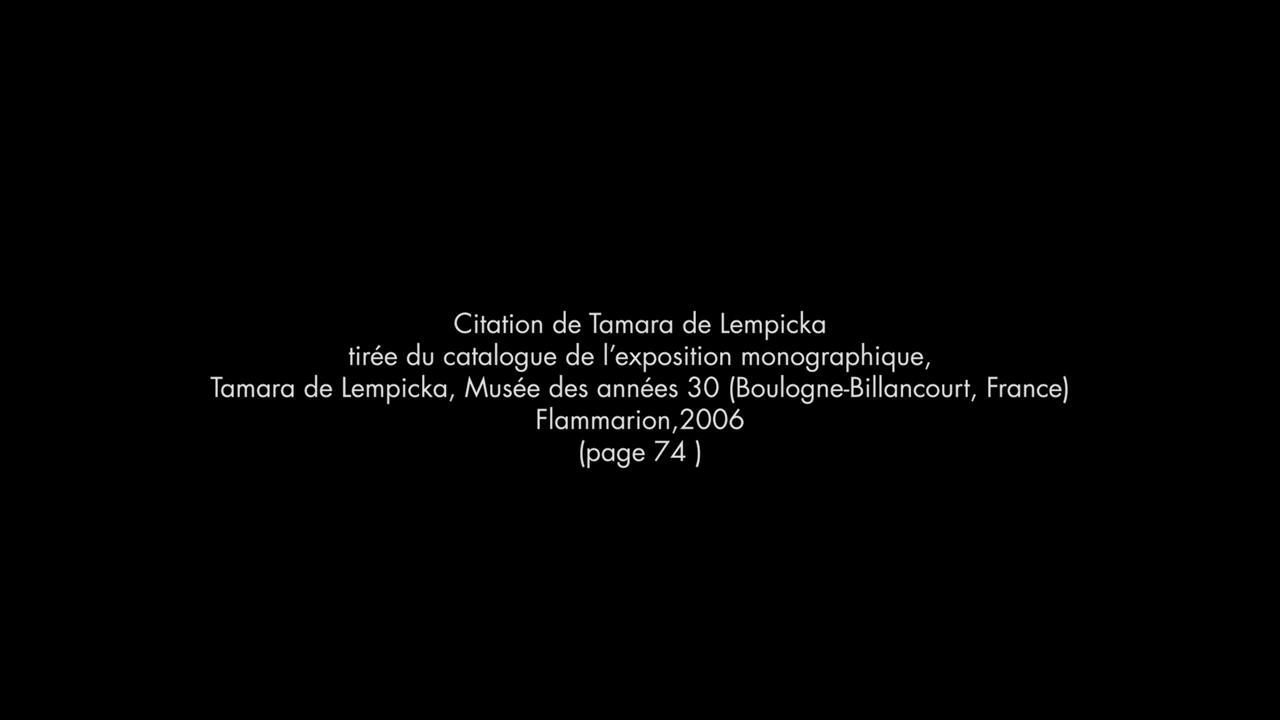 Citation de Tamara de Lempicka
tirée du catalogue de l’exposition monographique,
Tamara de Lempicka, Musée des années 30 (Boulogne-Billancourt, France)
Flammarion,2006
(page 74 )